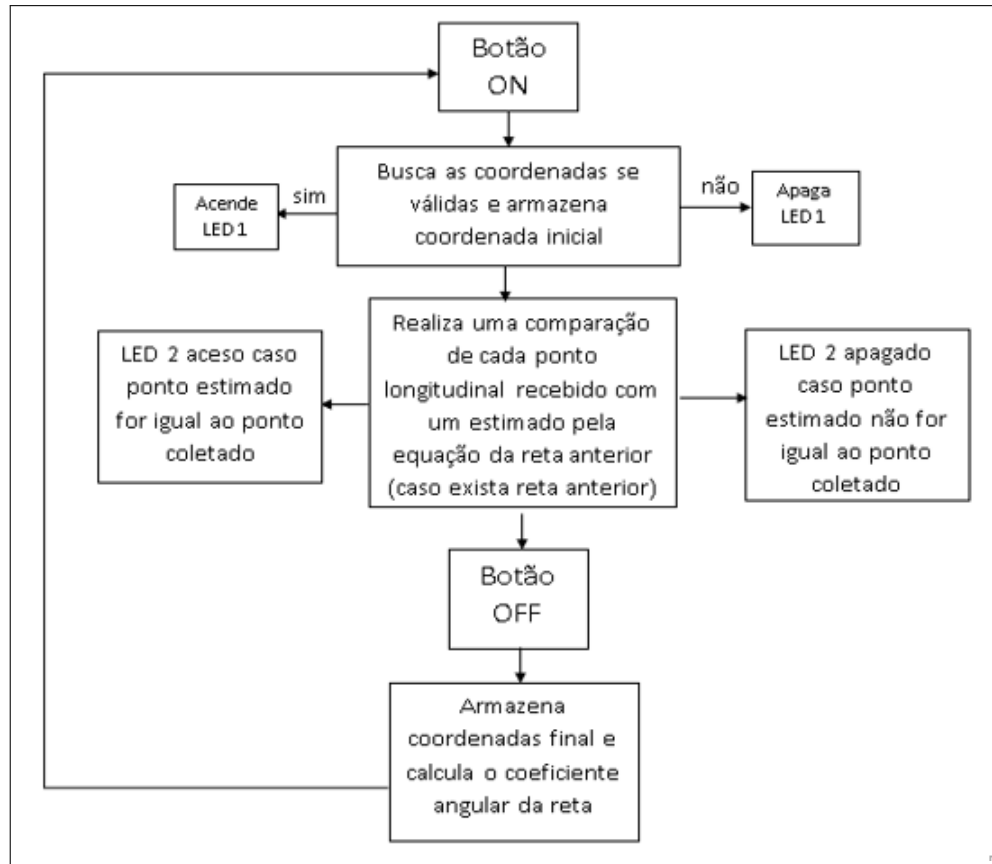 Botão
ON
Busca as coordenadas se
válidas e armazena
coordenada inicial
sim
Acende
LED 1
não
Apaga
LED 1
Realiza uma comparação
de cada ponto
longitudinal recebido com
um estimado pela
equação da reta anterior
(caso exista reta anterior)
LED 2 aceso caso
ponto estimado
for igual ao ponto
coletado
LED 2 apagado
caso ponto
estimado não for
igual ao ponto
coletado
Botão
OFF
Armazena
coordenadas final e
calcula o coeficiente
angular da reta